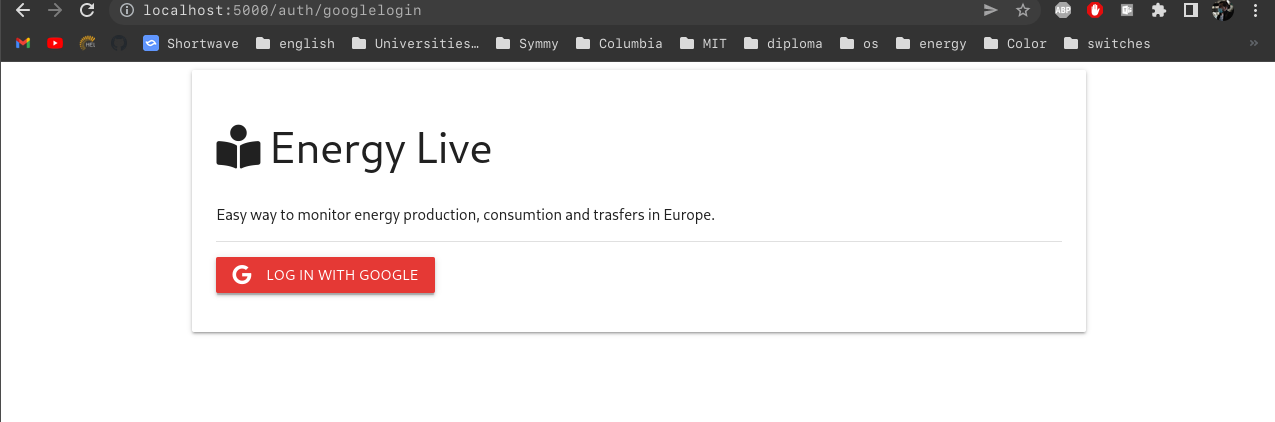 localhost:5000/auth/googlelogin
ABP
Shortwave english Universities… Symmy Columbia MIT diploma os energy Color switches »
Energy Live
Easy way to monitor energy production, consumtion and trasfers in Europe.
G LOG IN WITH GOOGLE